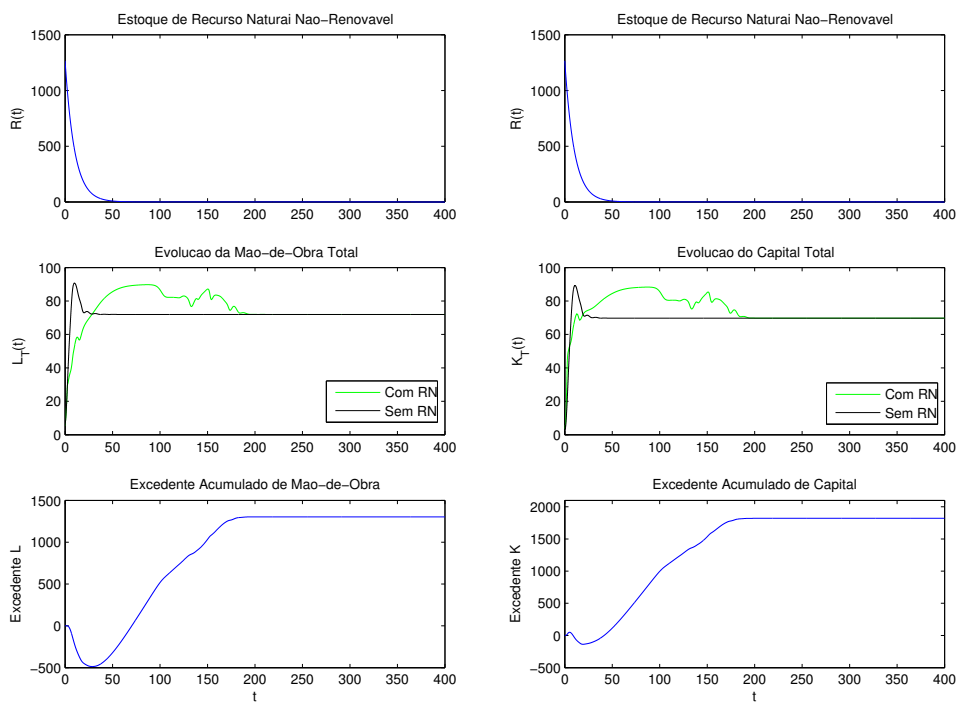 Estoque de Recurso Naturai Nao−Renovavel
1500
1000
500
0
R(t)
0 50 100 150 200 250 300 350 400
Estoque de Recurso Naturai Nao−Renovavel
1500
1000
500
0
R(t)
0 50 100 150 200 250 300 350 400
Evolucao da Mao−de−Obra Total
100
80
60
40
20
0
L_T(t)
Com RN
Sem RN
0 50 100 150 200 250 300 350 400
Evolucao do Capital Total
100
80
60
40
20
0
K_T(t)
Com RN
Sem RN
0 50 100 150 200 250 300 350 400
Excedente Acumulado de Mao−de−Obra
1500
1000
500
0
−500
Excedente L
0 50 100 150 200 250 300 350 400
t
Excedente Acumulado de Capital
2000
1500
1000
500
0
−500
Excedente K
0 50 100 150 200 250 300 350 400
t